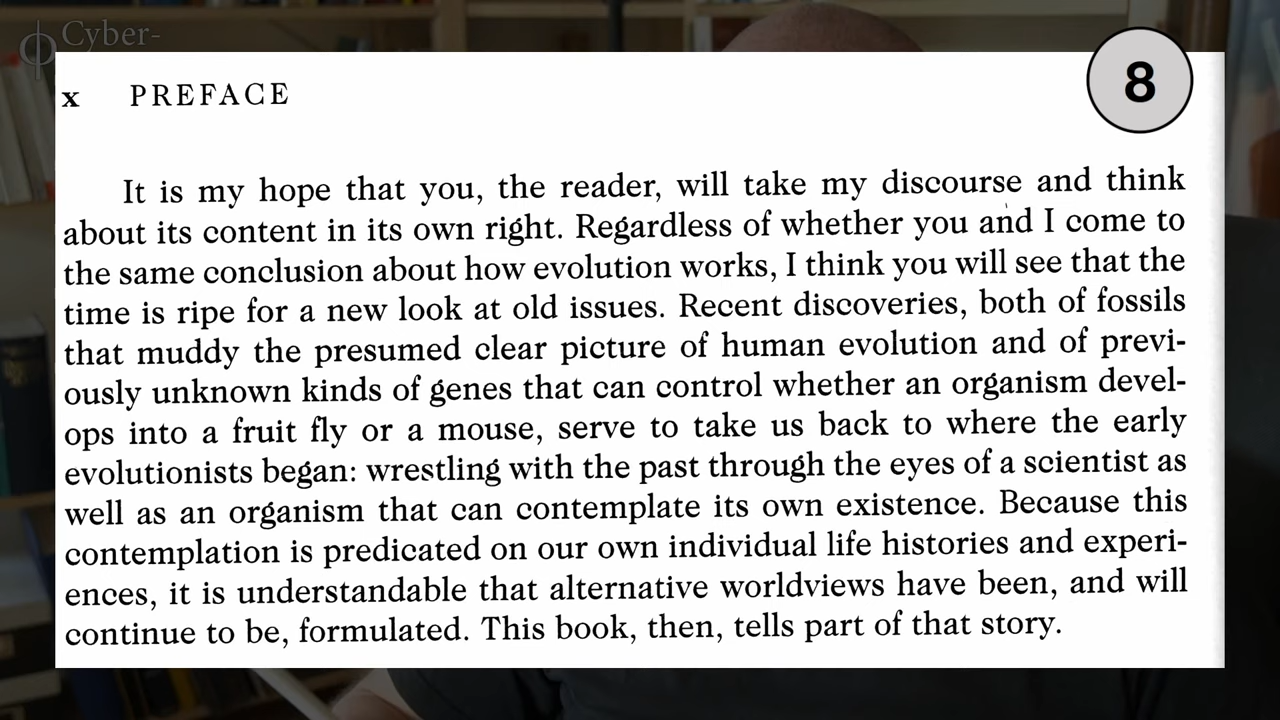 Cyber-
8
x PREFACE
It is my hope that you, the reader, will take my discourse and think
about its content in its own right. Regardless of whether you and I come to
the same conclusion about how evolution works, I think you will see that the
time is ripe for a new look at old issues. Recent discoveries, both of fossils
that muddy the presumed clear picture of human evolution and of previ-
ously unknown kinds of genes that can control whether an organism devel-
ops into a fruit fly or a mouse, serve to take us back to where the early
evolutionists began: wrestling with the past through the eyes of a scientist as
well as an organism that can contemplate its own existence. Because this
contemplation is predicated on our own individual life histories and experi-
ences, it is understandable that alternative worldviews have been, and will
continue to be, formulated. This book, then, tells part of that story.